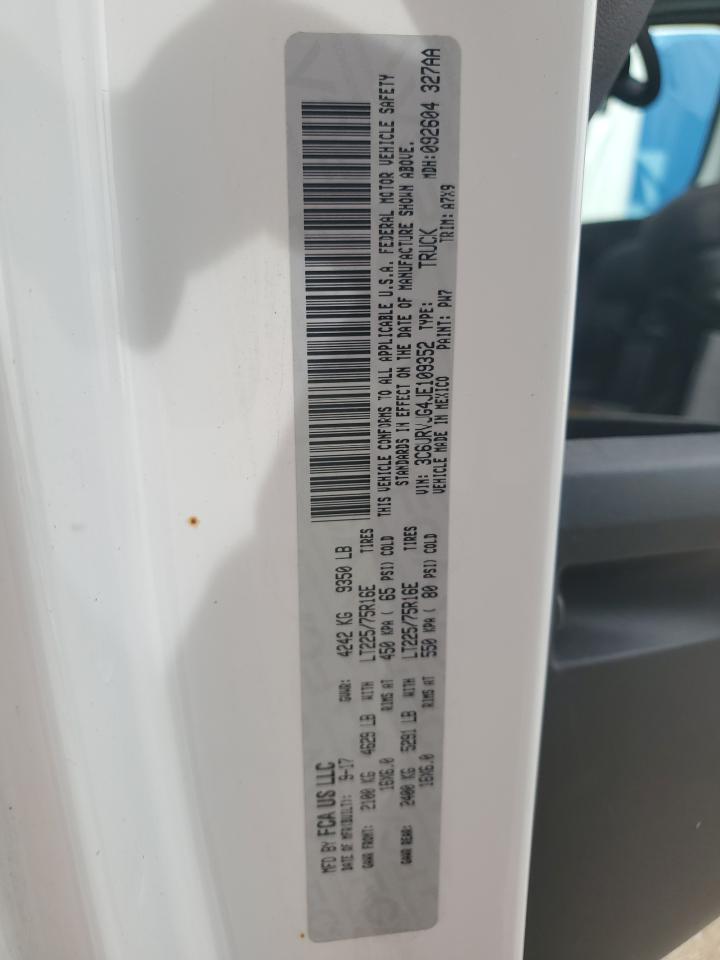 MFD BY FCA US LLC
DATE OF MFR(BUILT): 9-17 GVWR: 4242 KG 9350 LB
GAWR FRONT: 2100 KG 4629 LB WITH LT225/75R16E TIRES
16X6.0 RIMS AT 450 KPA ( 65 PSI) COLD
GAWR REAR: 2400 KG 5291 LB WITH LT225/75R16E TIRES
16X6.0 RIMS AT 550 KPA ( 80 PSI) COLD
THIS VEHICLE CONFORMS TO ALL APPLICABLE U.S.A. FEDERAL MOTOR VEHICLE SAFETY
STANDARDS IN EFFECT ON THE DATE OF MANUFACTURE SHOWN ABOVE.
VIN: 3C6URVJG4JE109352 TYPE: TRUCK MDH:092604 327AA
VEHICLE MADE IN MEXICO PAINT: PW7 TRIM: A7X9